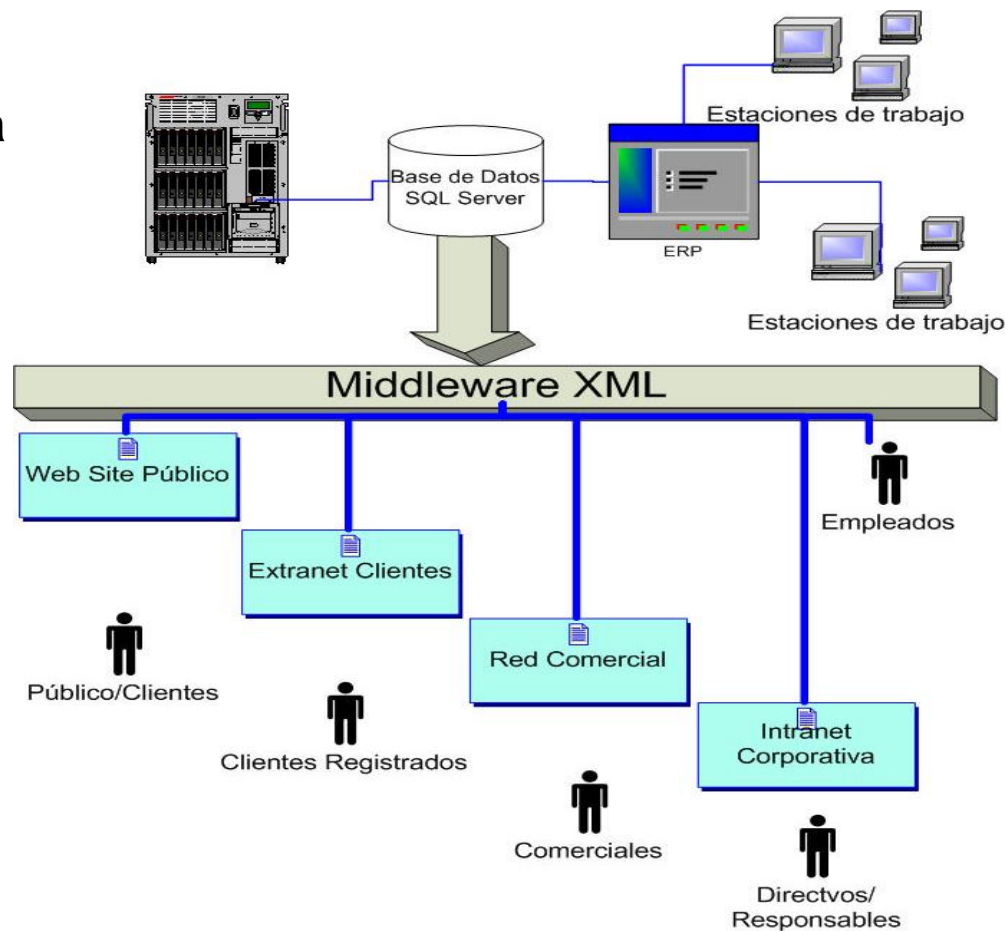 a
Estaciones de trabajo
Base de Datos
SQL Server
ERP
Estaciones de trabajo
Middleware XML
Web Site Público
Empleados
Extranet Clientes
Red Comercial
Público/Clientes
Intranet
Corporativa
Clientes Registrados
Comerciales
Directvos/
Responsables